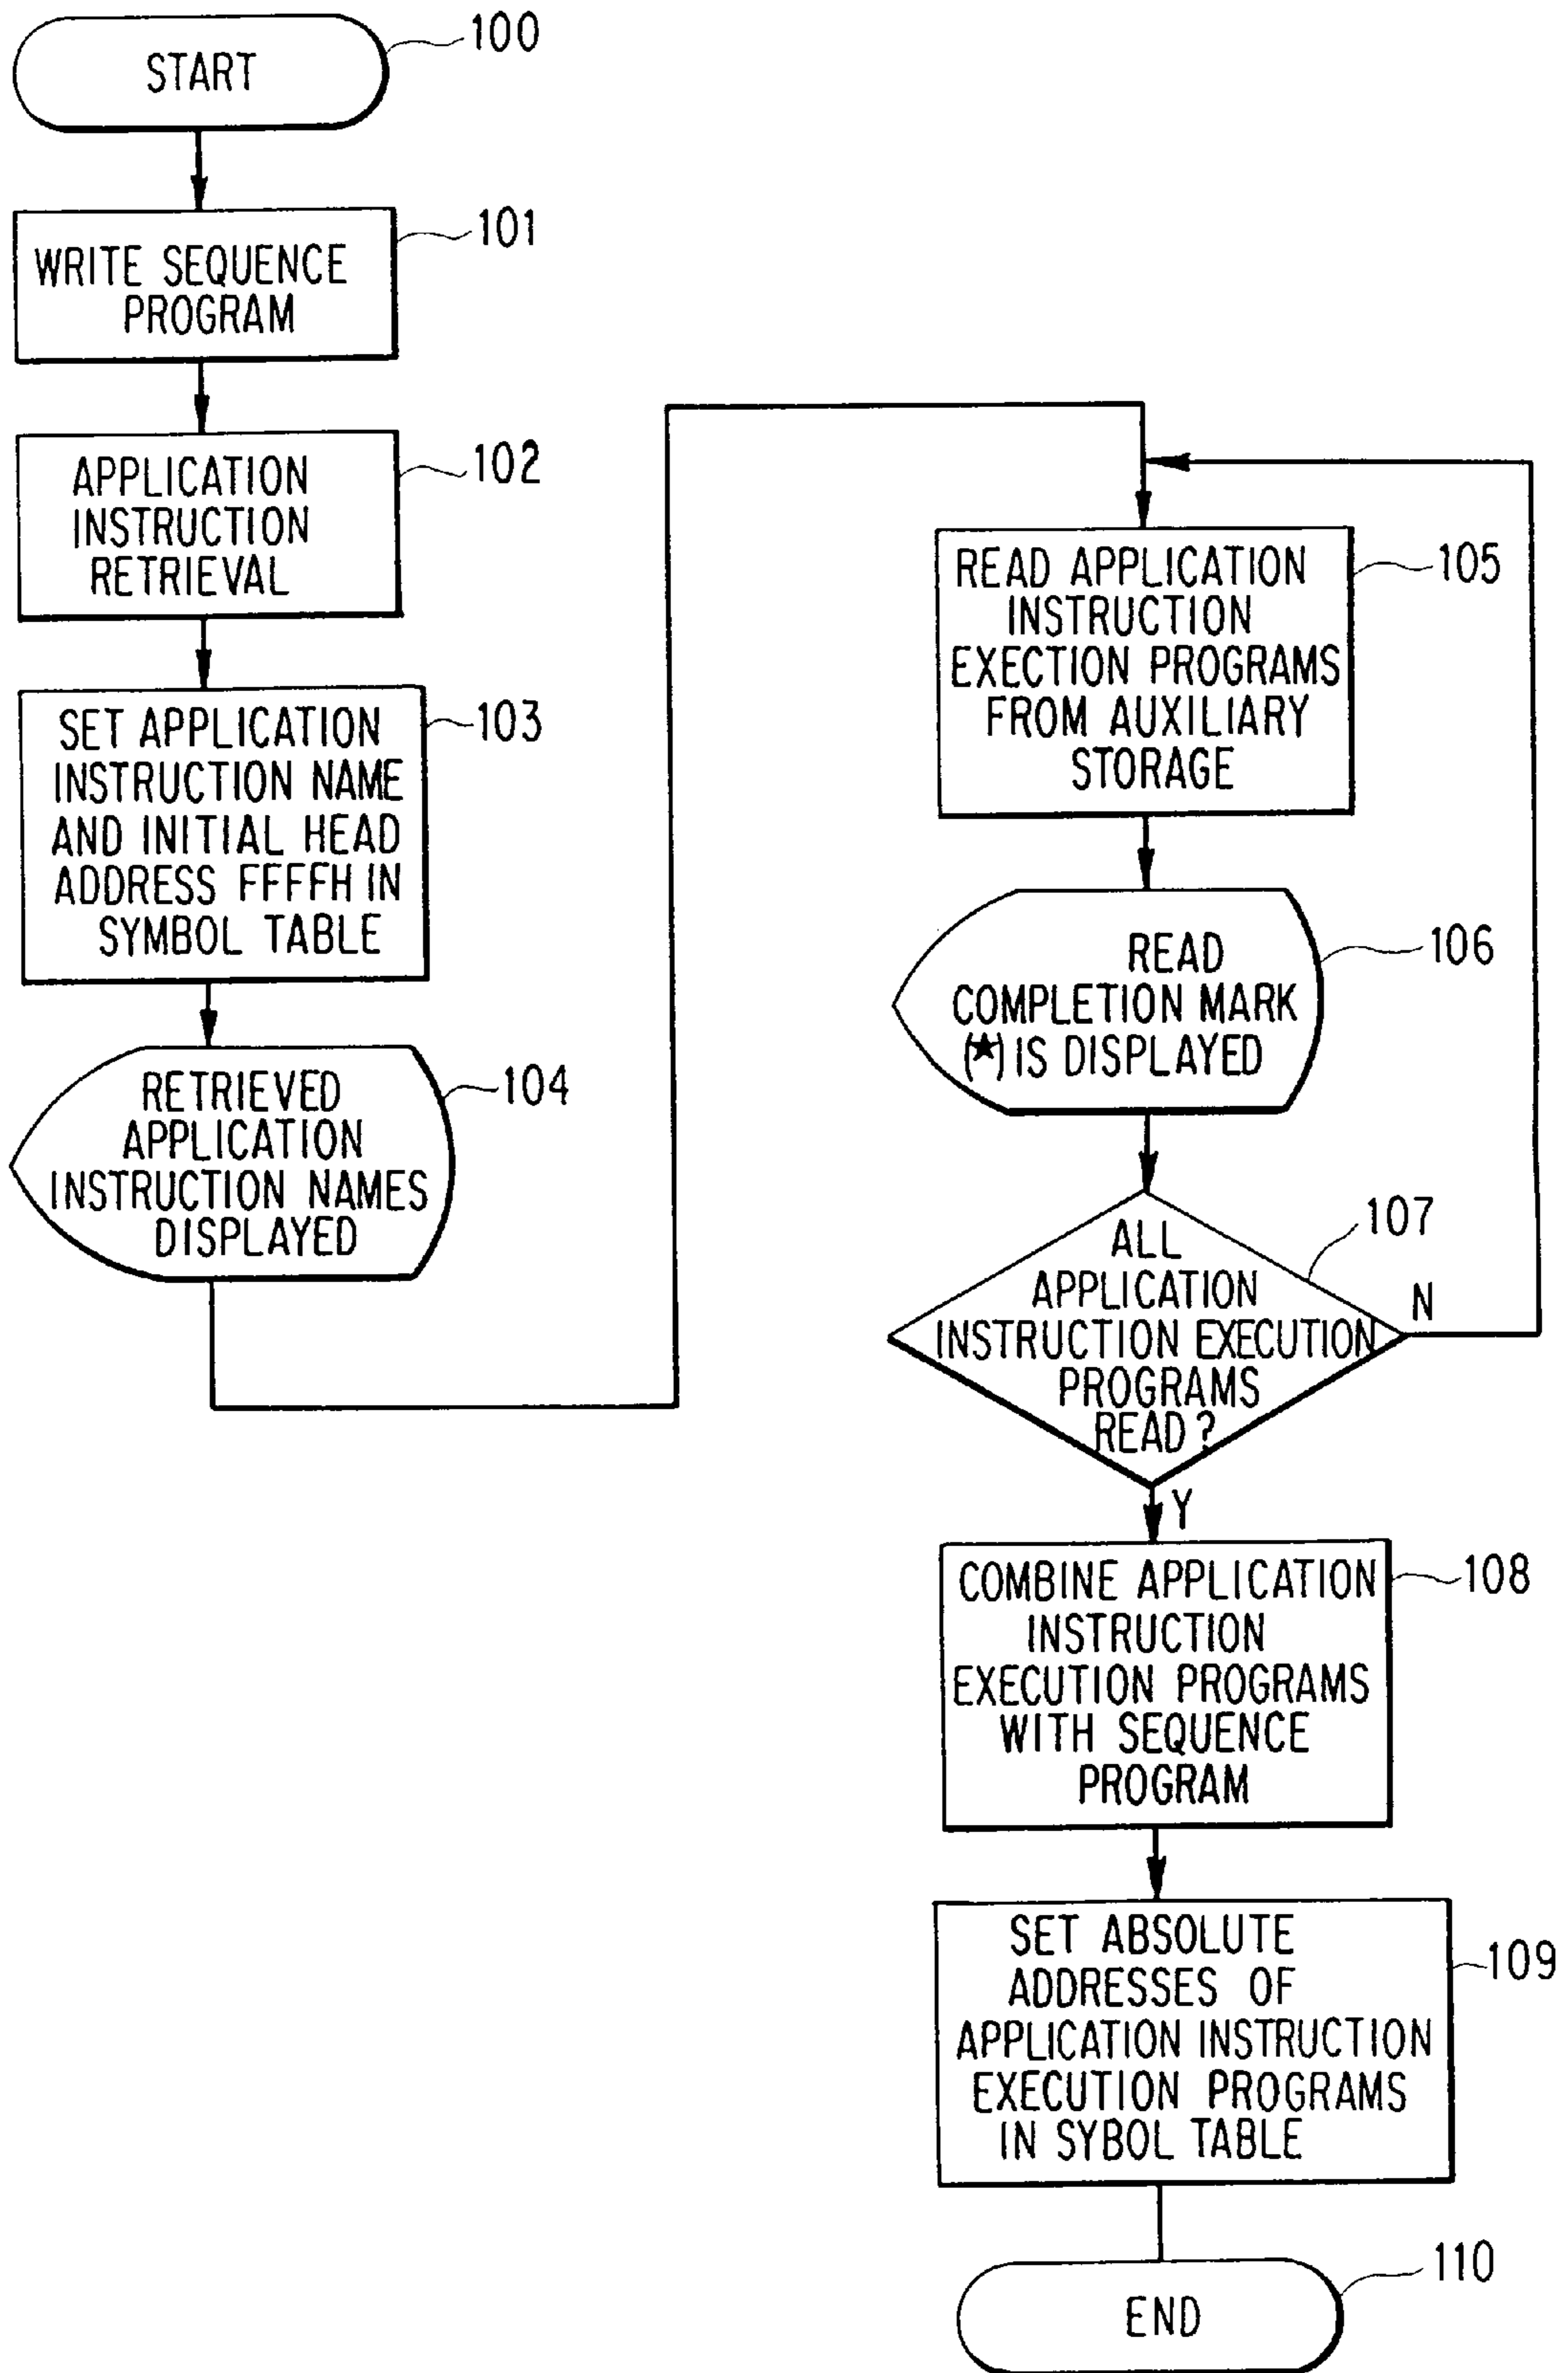 START
100
WRITE SEQUENCE
PROGRAM
101
APPLICATION
INSTRUCTION
RETRIEVAL
102
SET APPLICATION
INSTRUCTION NAME
AND INITIAL HEAD
ADDRESS FFFFH IN
SYMBOL TABLE
103
RETRIEVED
APPLICATION
INSTRUCTION NAMES
DISPLAYED
104
READ APPLICATION
INSTRUCTION
EXECTION PROGRAMS
FROM AUXILIARY
STORAGE
105
READ
COMPLETION MARK
(★) IS DISPLAYED
106
ALL
APPLICATION
INSTRUCTION EXECUTION
PROGRAMS
READ?
107
N
Y
COMBINE APPLICATION
INSTRUCTION
EXECUTION PROGRAMS
WITH SEQUENCE
PROGRAM
108
SET ABSOLUTE
ADDRESSES OF
APPLICATION INSTRUCTION
EXECUTION PROGRAMS
IN SYBOL TABLE
109
END
110